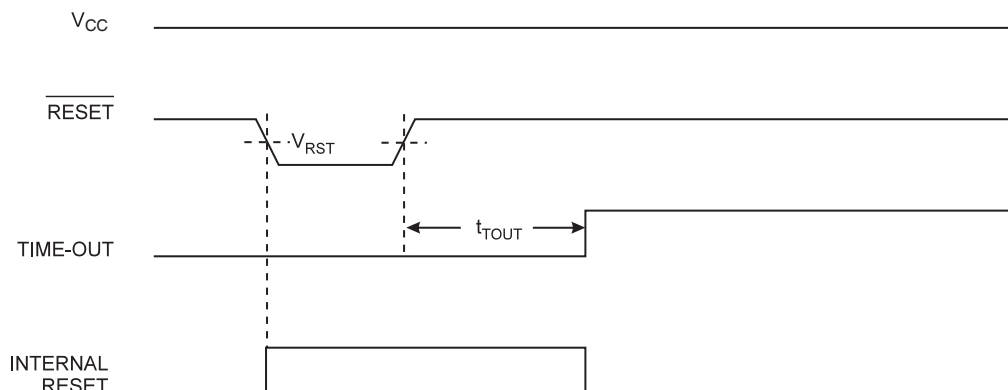 VCC
RESET
VRST
tTOUT
TIME-OUT
INTERNAL
RESET